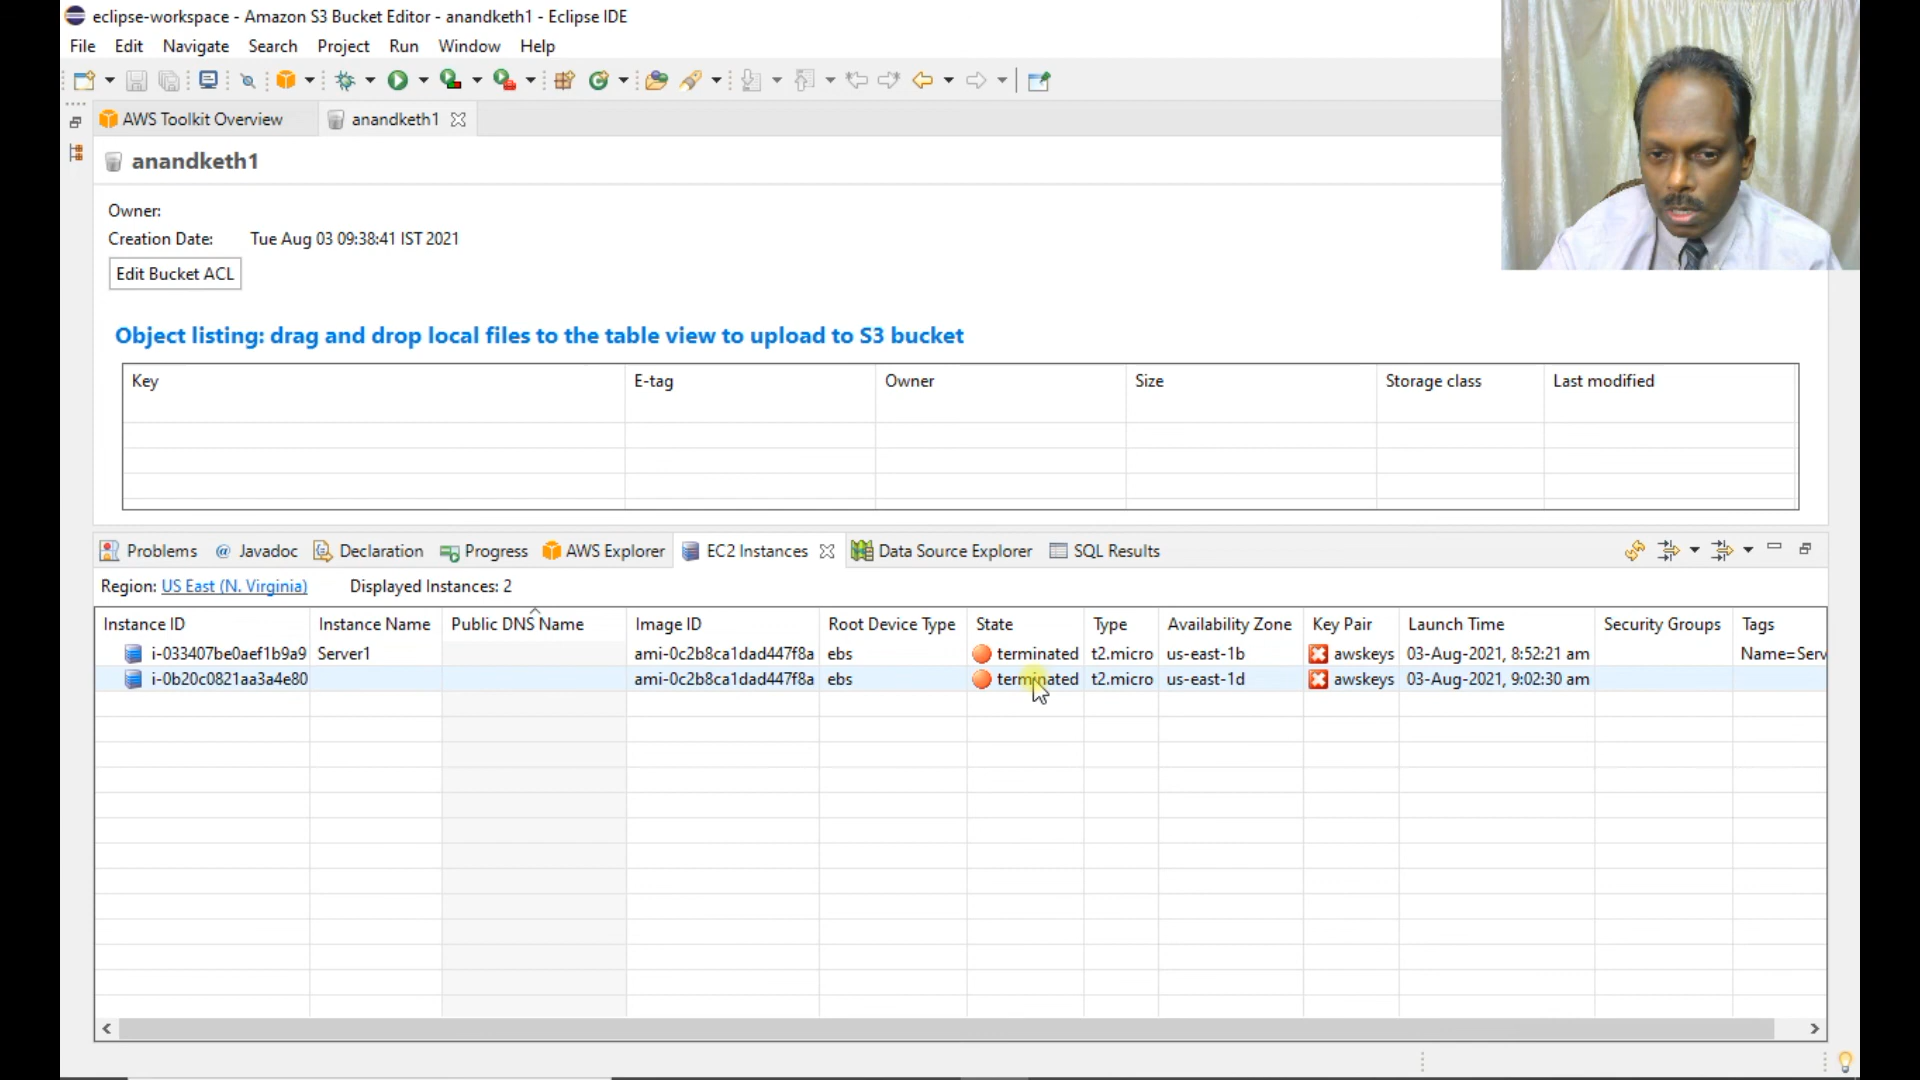 eclipse-workspace - Amazon S3 Bucket Editor - anandketh1 - Eclipse IDE
File Edit Navigate Search Project Run Window Help
AWS Toolkit Overview anandketh1
anandketh1
Owner:
Creation Date: Tue Aug 03 09:38:41 IST 2021
Edit Bucket ACL
Object listing: drag and drop local files to the table view to upload to S3 bucket
Key E-tag Owner Size Storage class Last modified
Problems @ Javadoc Declaration Progress AWS Explorer EC2 Instances Data Source Explorer SQL Results
Region: US East (N. Virginia) Displayed Instances: 2
Instance ID Instance Name Public DNS Name Image ID Root Device Type State Type Availability Zone Key Pair Launch Time Security Groups Tags
i-033407be0aef1b9a9 Server1 ami-0c2b8ca1dad447f8a ebs terminated t2.micro us-east-1b awskeys 03-Aug-2021, 8:52:21 am Name=Serv
i-0b20c0821aa3a4e80 ami-0c2b8ca1dad447f8a ebs terminated t2.micro us-east-1d awskeys 03-Aug-2021, 9:02:30 am